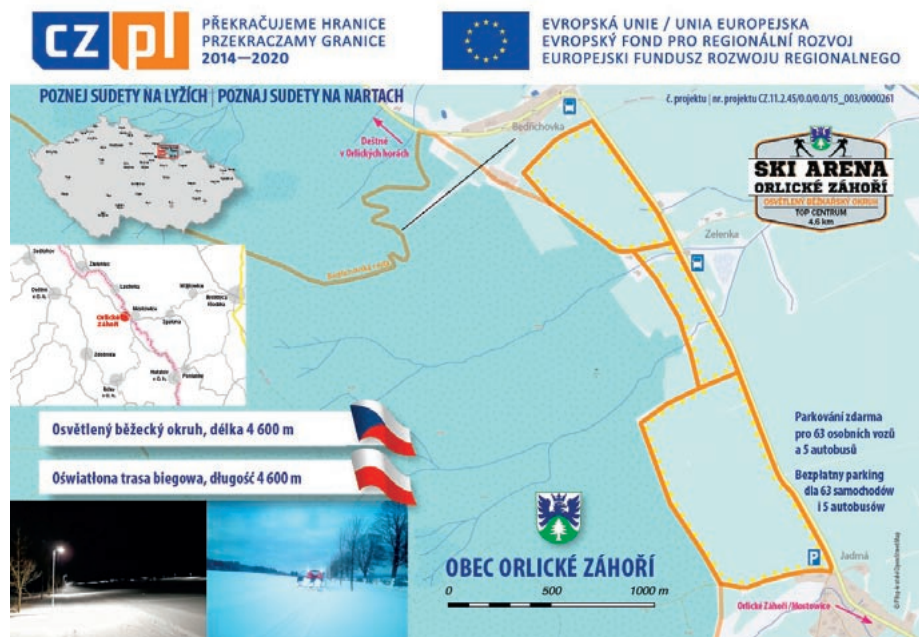 cz pl
PŘEKRAČUJEME HRANICE
PRZEKRACZAMY GRANICE
2014—2020
EVROPSKÁ UNIE / UNIA EUROPEJSKA
EVROPSKÝ FOND PRO REGIONÁLNÍ ROZVOJ
EUROPEJSKI FUNDUSZ ROZWOJU REGIONALNEGO
POZNEJ SUDETY NA LYŽÍCH | POZNAJ SUDETY NA NARTACH
č. projektu | nr. projektu CZ.11.2.45/0.0/0.0/15_003/0000261
Bedřichovka
Deštné
v Orlických horách
SKI ARENA
ORLICKÉ ZÁHOŘÍ
OSVĚTLENÝ BĚŽKAŘSKÝ OKRUH
TOP CENTRUM
4,6 km
Zelenka
Orlické
Záhoří
Osvětlený běžecký okruh, délka 4 600 m
Oświatlona trasa biegowa, długość 4 600 m
Parkování zdarma
pro 63 osobních vozů
a 5 autobusů
Bezplatny parking
dla 63 samochodów
i 5 autobusów
OBEC ORLICKÉ ZÁHOŘÍ
0 500 1000 m
P
Jadrná
Orlické Záhoří / Mostowice